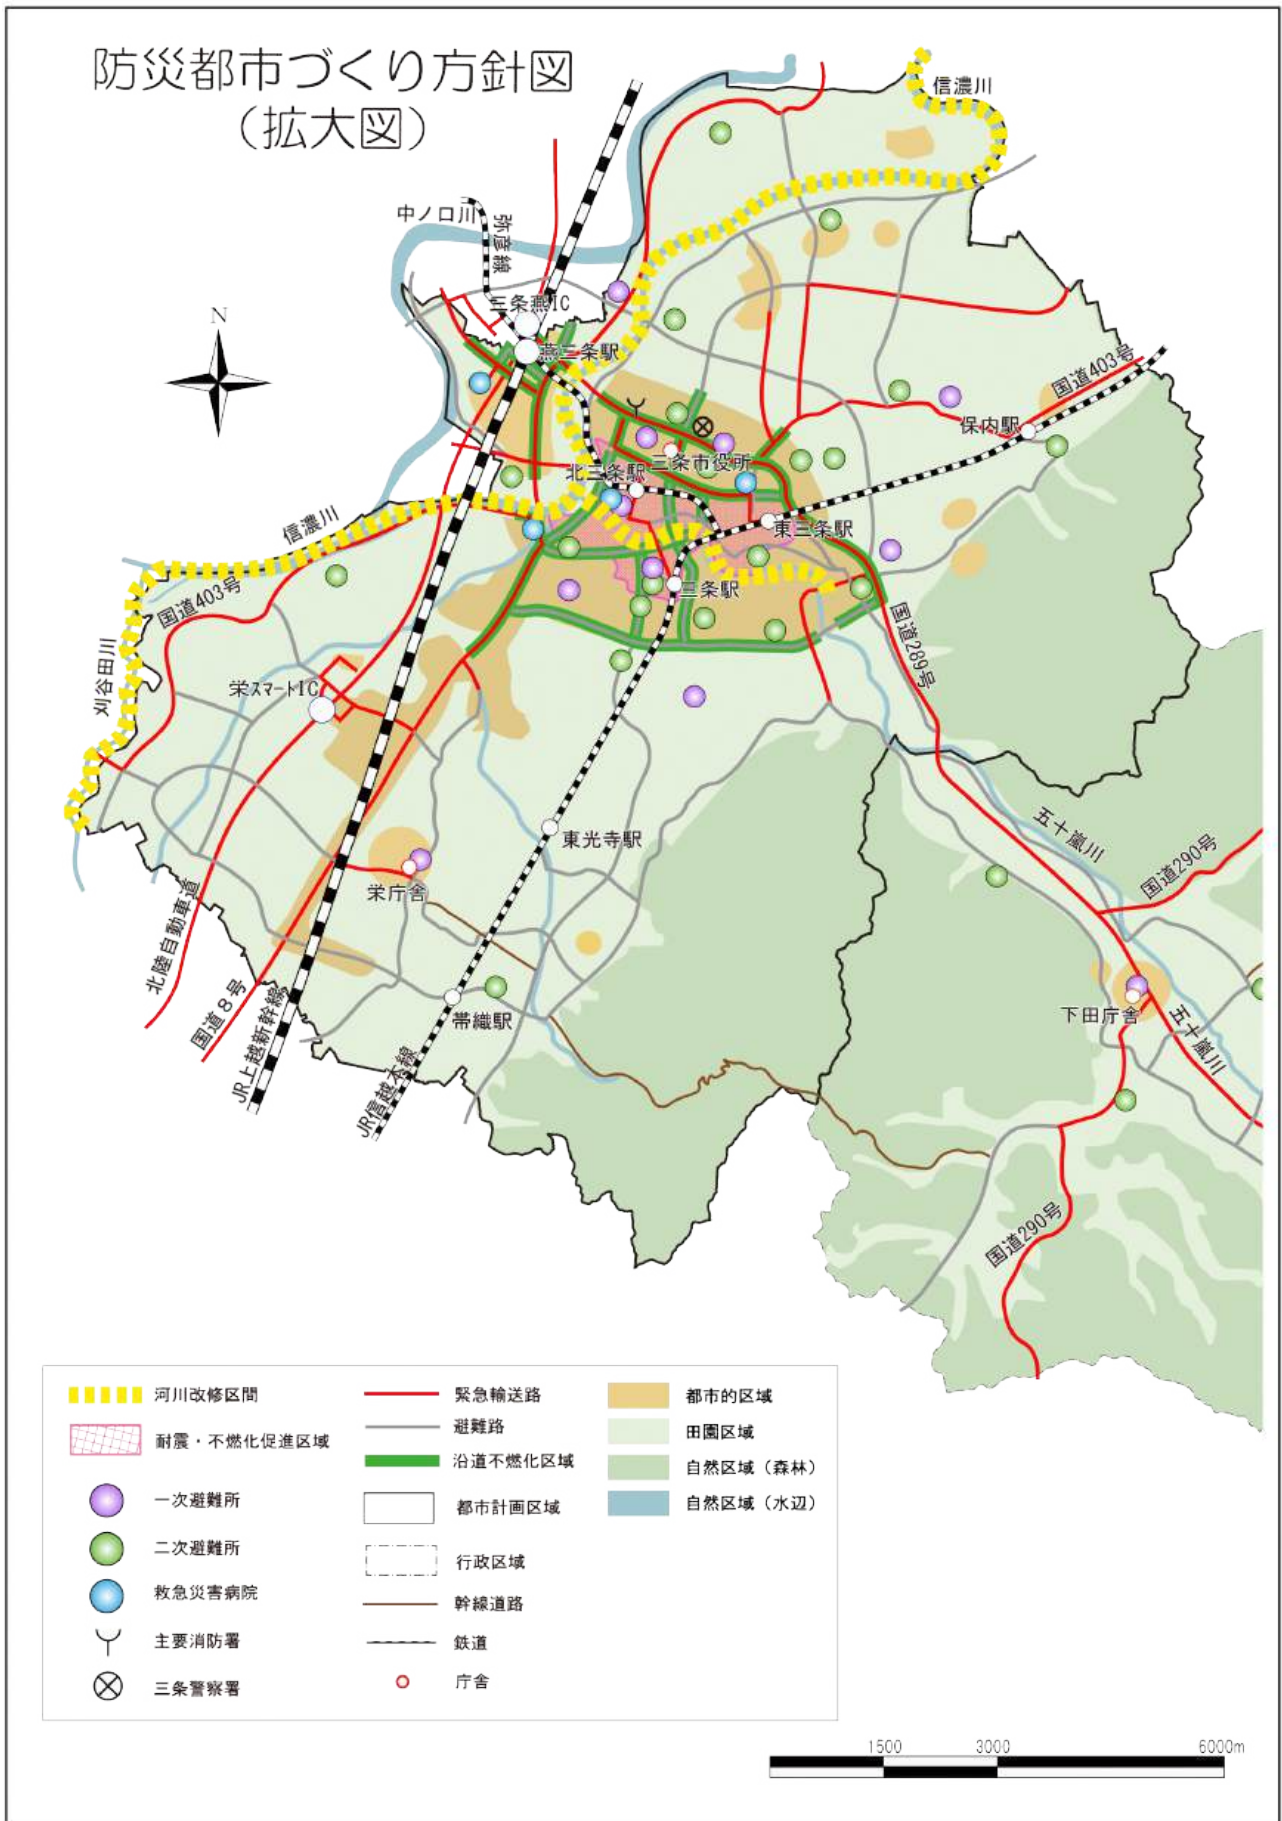 防災都市づくり方針図
（拡大図）
信濃川
中ノ口川
弥彦線
N
三条燕IC
燕三条駅
国道403号
保内駅
三条市役所
北三条駅
東三条駅
信濃川
三条駅
国道403号
国道289号
刈谷田川
栄スマートIC
五十嵐川
東光寺駅
国道290号
栄庁舎
北陸自動車道
帯織駅
下田庁舎
国道8号
五十嵐川
JR上越新幹線
JR信越本線
国道290号
河川改修区間
緊急輸送路
都市的区域
耐震・不燃化促進区域
避難路
田園区域
沿道不燃化区域
自然区域（森林）
一次避難所
都市計画区域
自然区域（水辺）
二次避難所
行政区域
救急災害病院
幹線道路
主要消防署
鉄道
三条警察署
庁舎
1500 3000 6000m